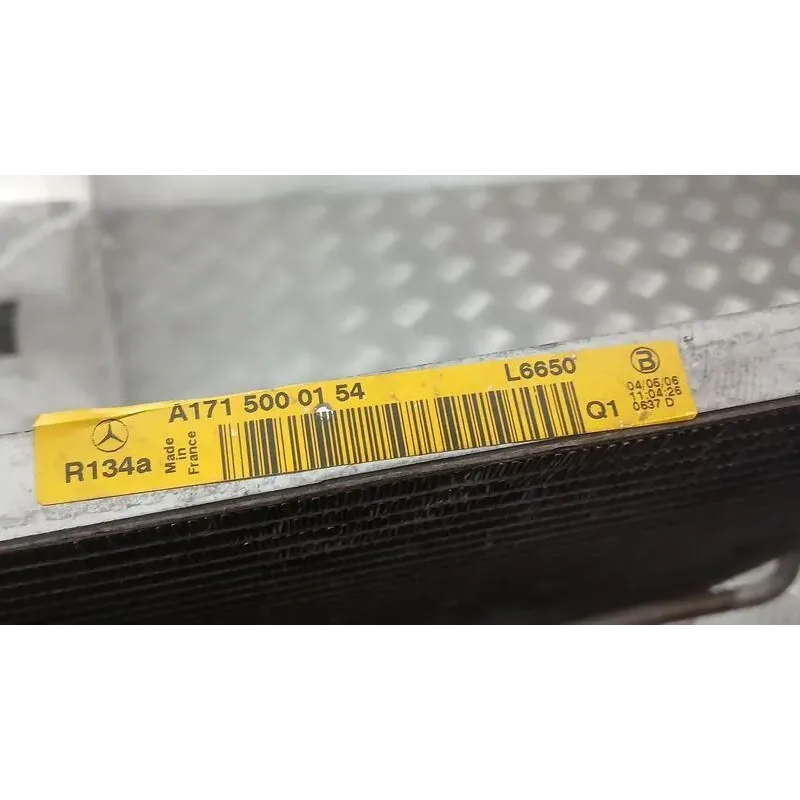 A171 500 01 54
L6650
B
R134a
Made
in
France
Q1
04/05/06
11:04:26
0637 D